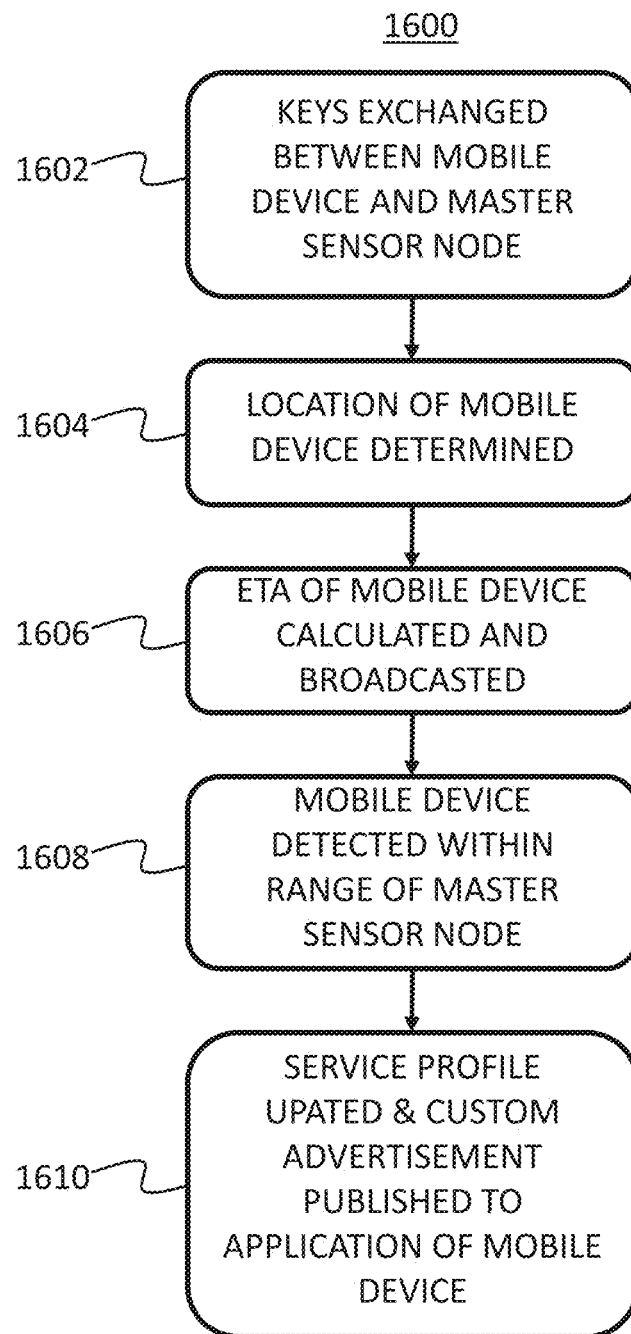 1600
KEYS EXCHANGED
1602
BETWEEN MOBILE
DEVICE AND MASTER
SENSOR NODE
1604
LOCATION OF MOBILE
DEVICE DETERMINED
1606
ETA OF MOBILE DEVICE
CALCULATED AND
BROADCASTED
1608
MOBILE DEVICE
DETECTED WITHIN
RANGE OF MASTER
SENSOR NODE
1610
SERVICE PROFILE
UPATED & CUSTOM
ADVERTISEMENT
PUBLISHED TO
APPLICATION OF MOBILE
DEVICE